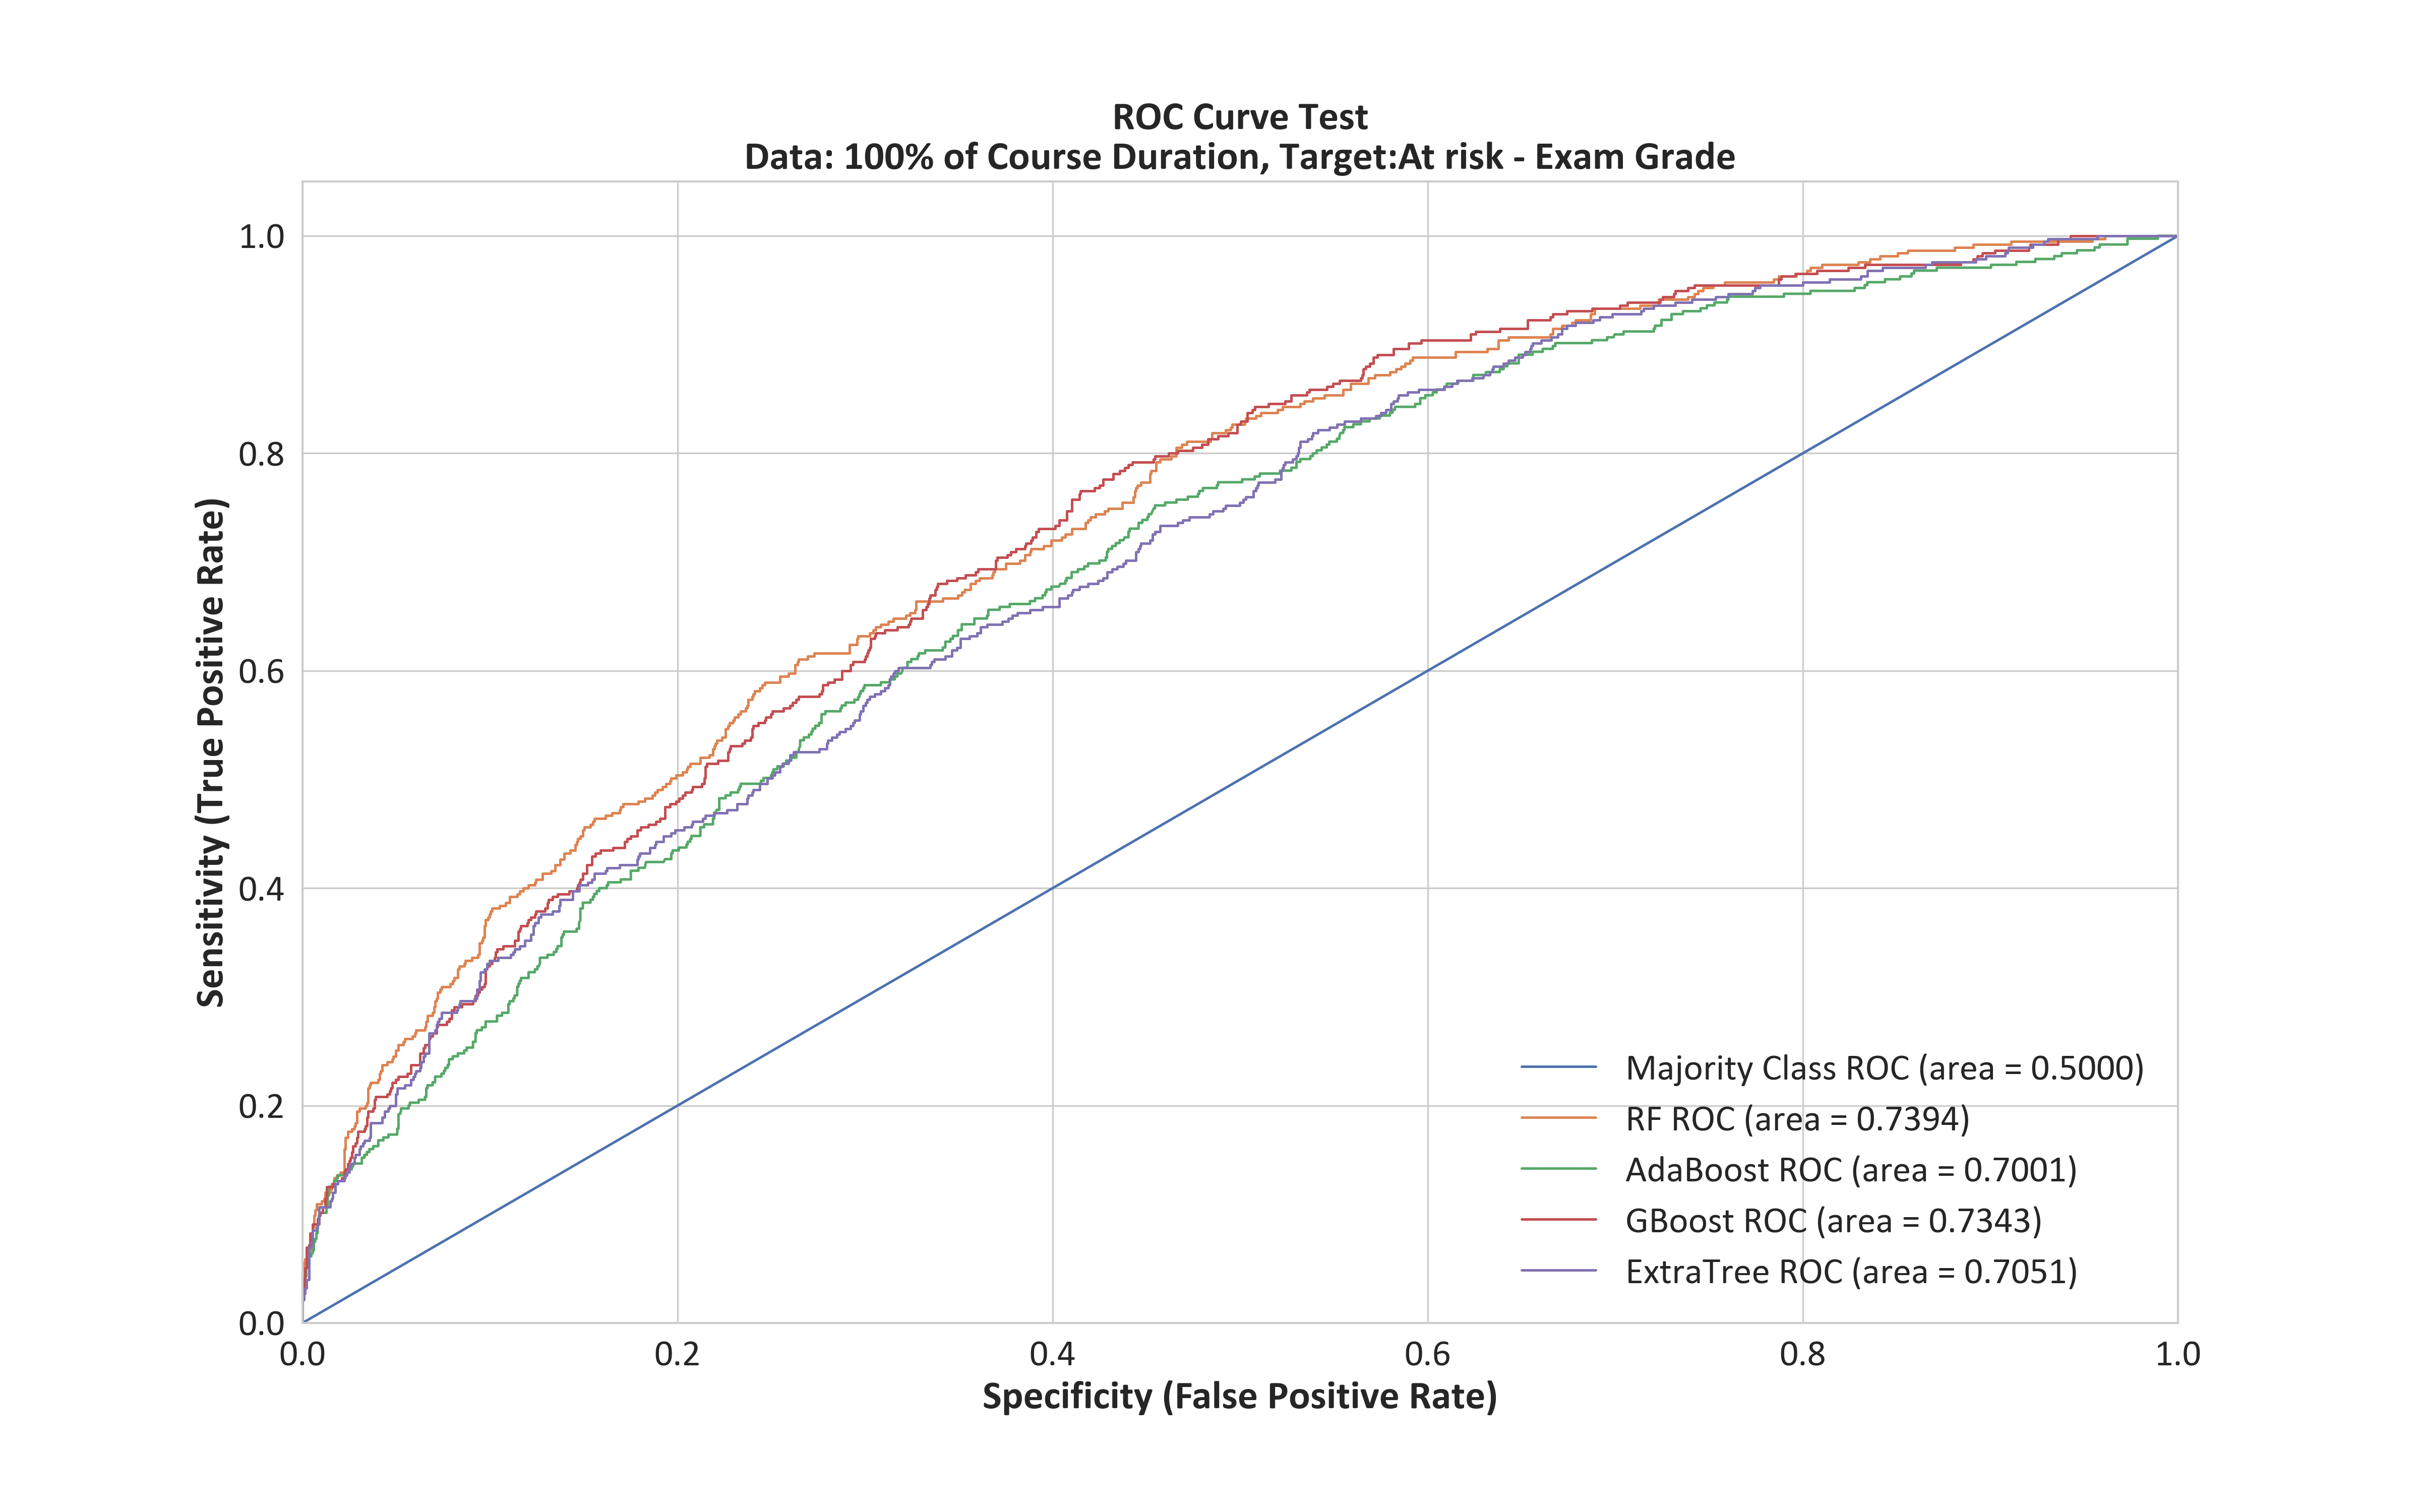 ROC Curve Test
Data: 100% of Course Duration, Target:At risk - Exam Grade
Sensitivity (True Positive Rate)
1.0
0.8
0.6
0.4
0.2
0.0
Majority Class ROC (area = 0.5000)
RF ROC (area = 0.7394)
AdaBoost ROC (area = 0.7001)
GBoost ROC (area = 0.7343)
ExtraTree ROC (area = 0.7051)
0.0 0.2 0.4 0.6 0.8 1.0
Specificity (False Positive Rate)